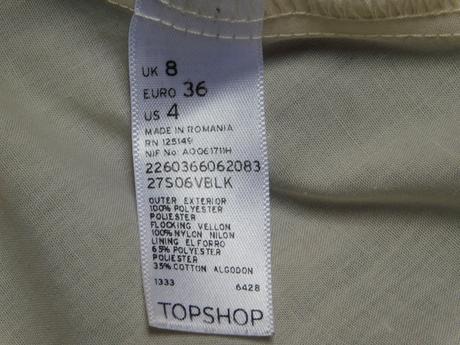 UK 8
EURO 36
US 4
MADE IN ROMANIA
RN 125149
NIF No: A0061711H
2260366062083
27S06VBLK
OUTER EXTERIOR
100% POLYESTER
POLIESTER
FLOCKING VELLON
100% NYLON NILON
LINING ELFORRO
65% POLYESTER
POLIESTER
35% COTTON ALGODON
1333 6428
TOPSHOP